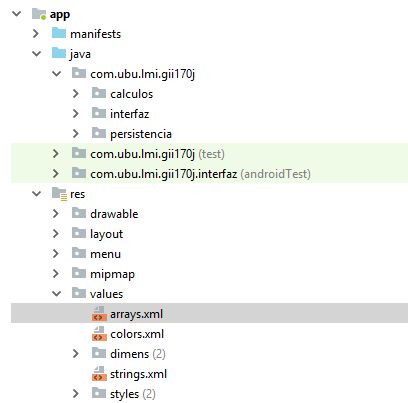 app
manifests
java
com.ubu.lmi.gii170j
calculos
interfaz
persistencia
com.ubu.lmi.gii170j (test)
com.ubu.lmi.gii170j.interfaz (androidTest)
res
drawable
layout
menu
mipmap
values
arrays.xml
colors.xml
dimens (2)
strings.xml
styles (2)